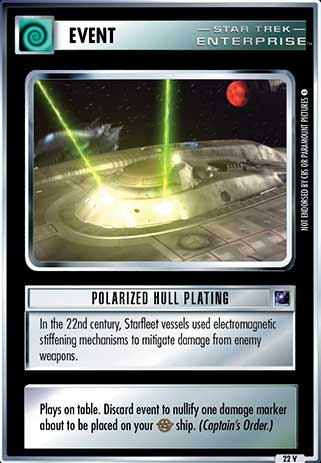 EVENT
STAR TREK
ENTERPRISE™
NOT ENDORSED BY CBS OR PARAMOUNT PICTURES
POLARIZED HULL PLATING
In the 22nd century, Starfleet vessels used electromagnetic
stiffening mechanisms to mitigate damage from enemy
weapons.
Plays on table. Discard event to nullify one damage marker
about to be placed on your ship. (Captain's Order.)
22 V